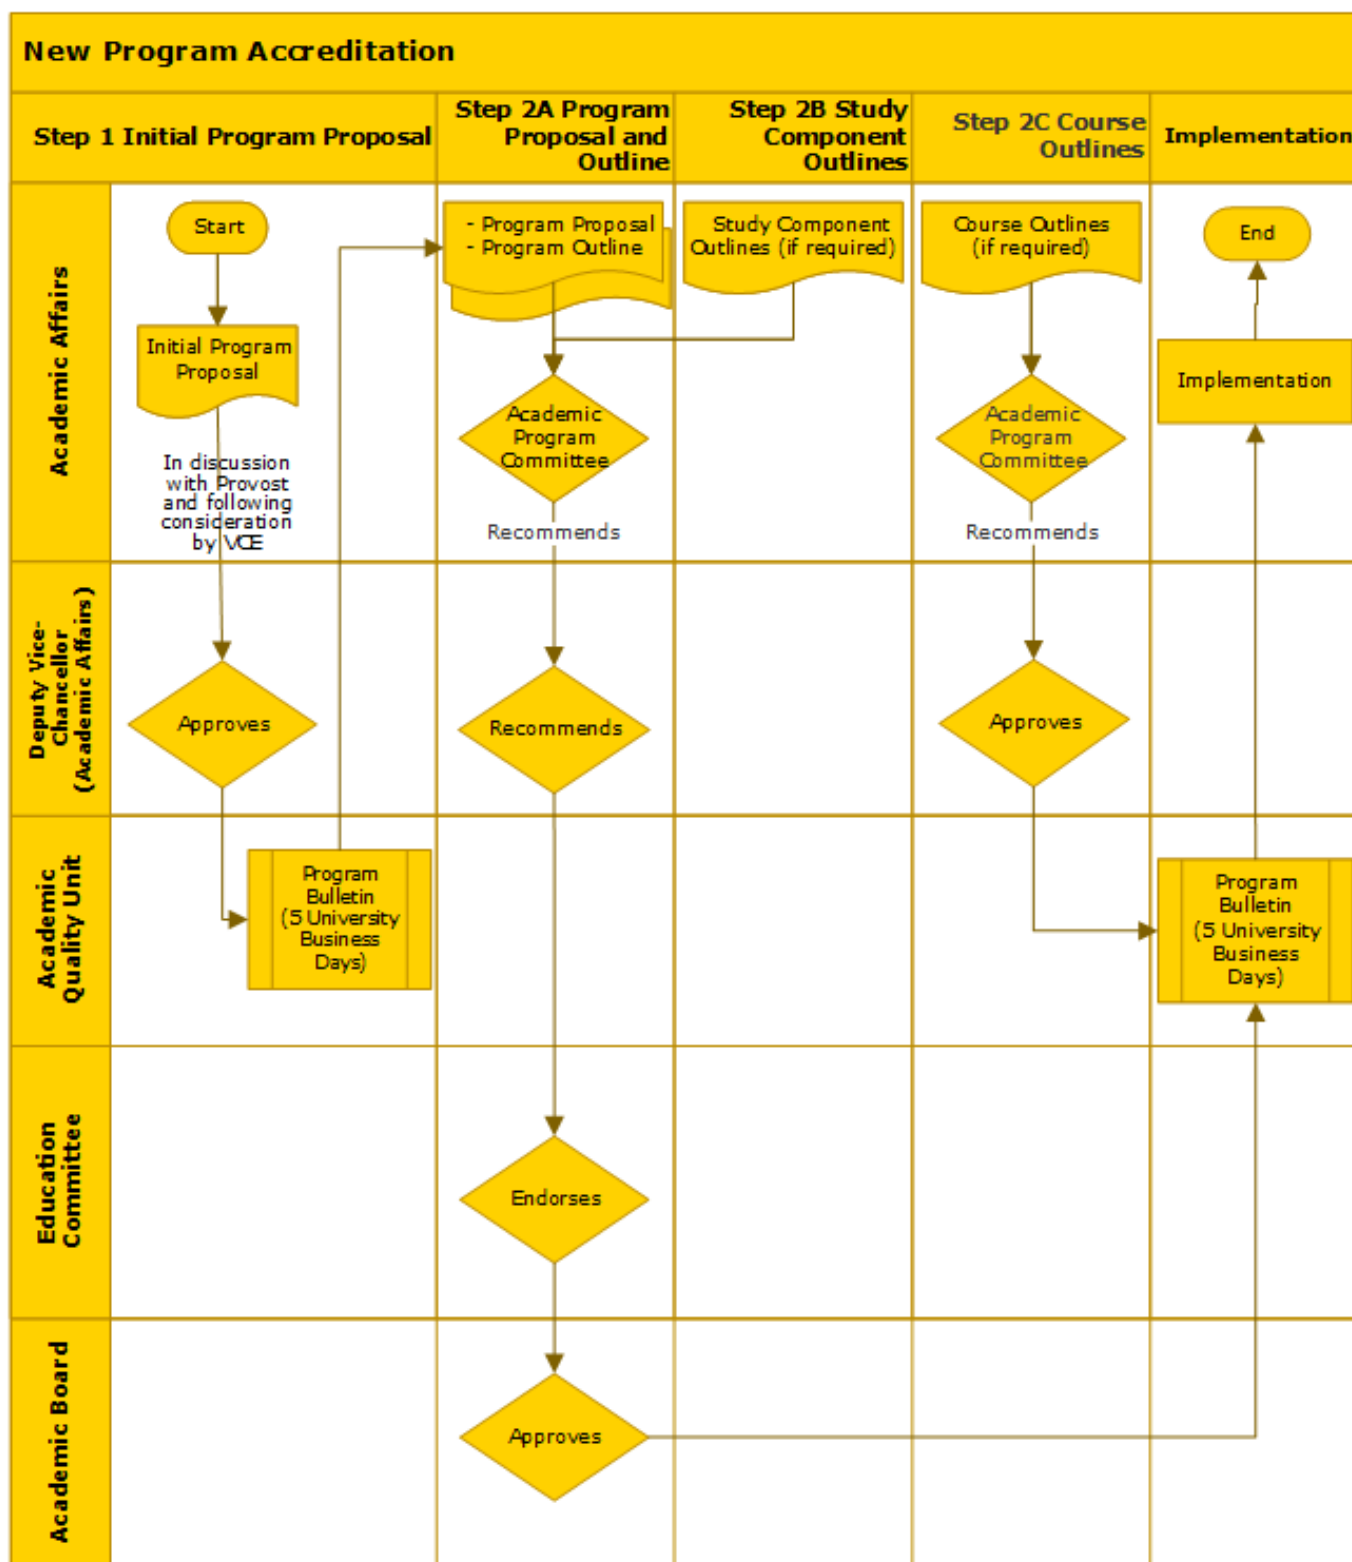 New Program Accreditation
Step 1 Initial Program Proposal
Step 2A Program
Proposal and
Outline
Step 2B Study
Component
Outlines
Step 2C Course
Outlines
Implementation
Academic Affairs
Start
Initial Program
Proposal
In discussion
with Provost
and following
consideration
by VCE
- Program Proposal
- Program Outline
Academic
Program
Committee
Recommends
Study Component
Outlines (if required)
Course Outlines
(if required)
Academic
Program
Committee
Recommends
End
Implementation
Deputy Vice-
Chancellor
(Academic Affairs)
Approves
Recommends
Approves
Academic
Quality Unit
Program
Bulletin
(5 University
Business
Days)
Program
Bulletin
(5 University
Business
Days)
Education
Committee
Endorses
Academic Board
Approves